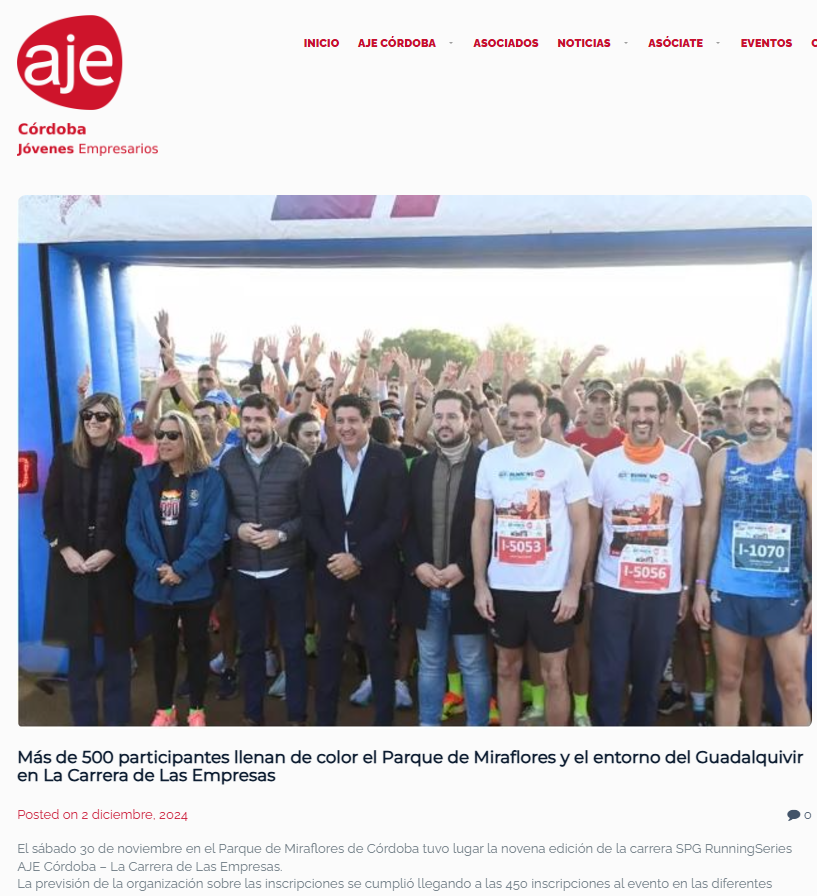 aje
Córdoba
Jóvenes Empresarios
INICIO AJE CÓRDOBA ASOCIADOS NOTICIAS ASÓCIATE EVENTOS
I-5053
I-5056
I-1070
Más de 500 participantes llenan de color el Parque de Miraflores y el entorno del Guadalquivir
en La Carrera de Las Empresas
Posted on 2 diciembre, 2024 0
El sábado 30 de noviembre en el Parque de Miraflores de Córdoba tuvo lugar la novena edición de la carrera SPG RunningSeries
AJE Córdoba – La Carrera de Las Empresas.
La previsión de la organización sobre las inscripciones se cumplió llegando a las 450 inscripciones al evento en las diferentes